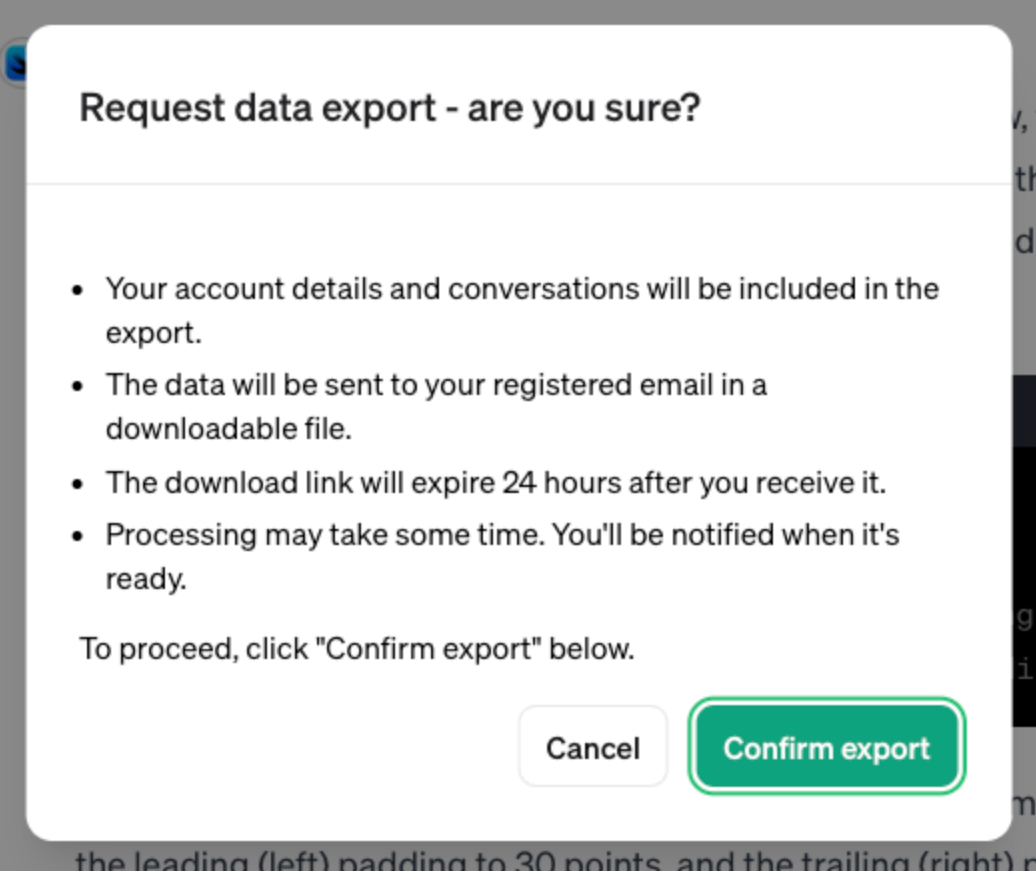 Request data export - are you sure?
Your account details and conversations will be included in the
export.
The data will be sent to your registered email in a
downloadable file.
The download link will expire 24 hours after you receive it.
Processing may take some time. You'll be notified when it's
ready.
To proceed, click "Confirm export" below.
Cancel
Confirm export
the leading (left) padding to 30 points, and the trailing (right)